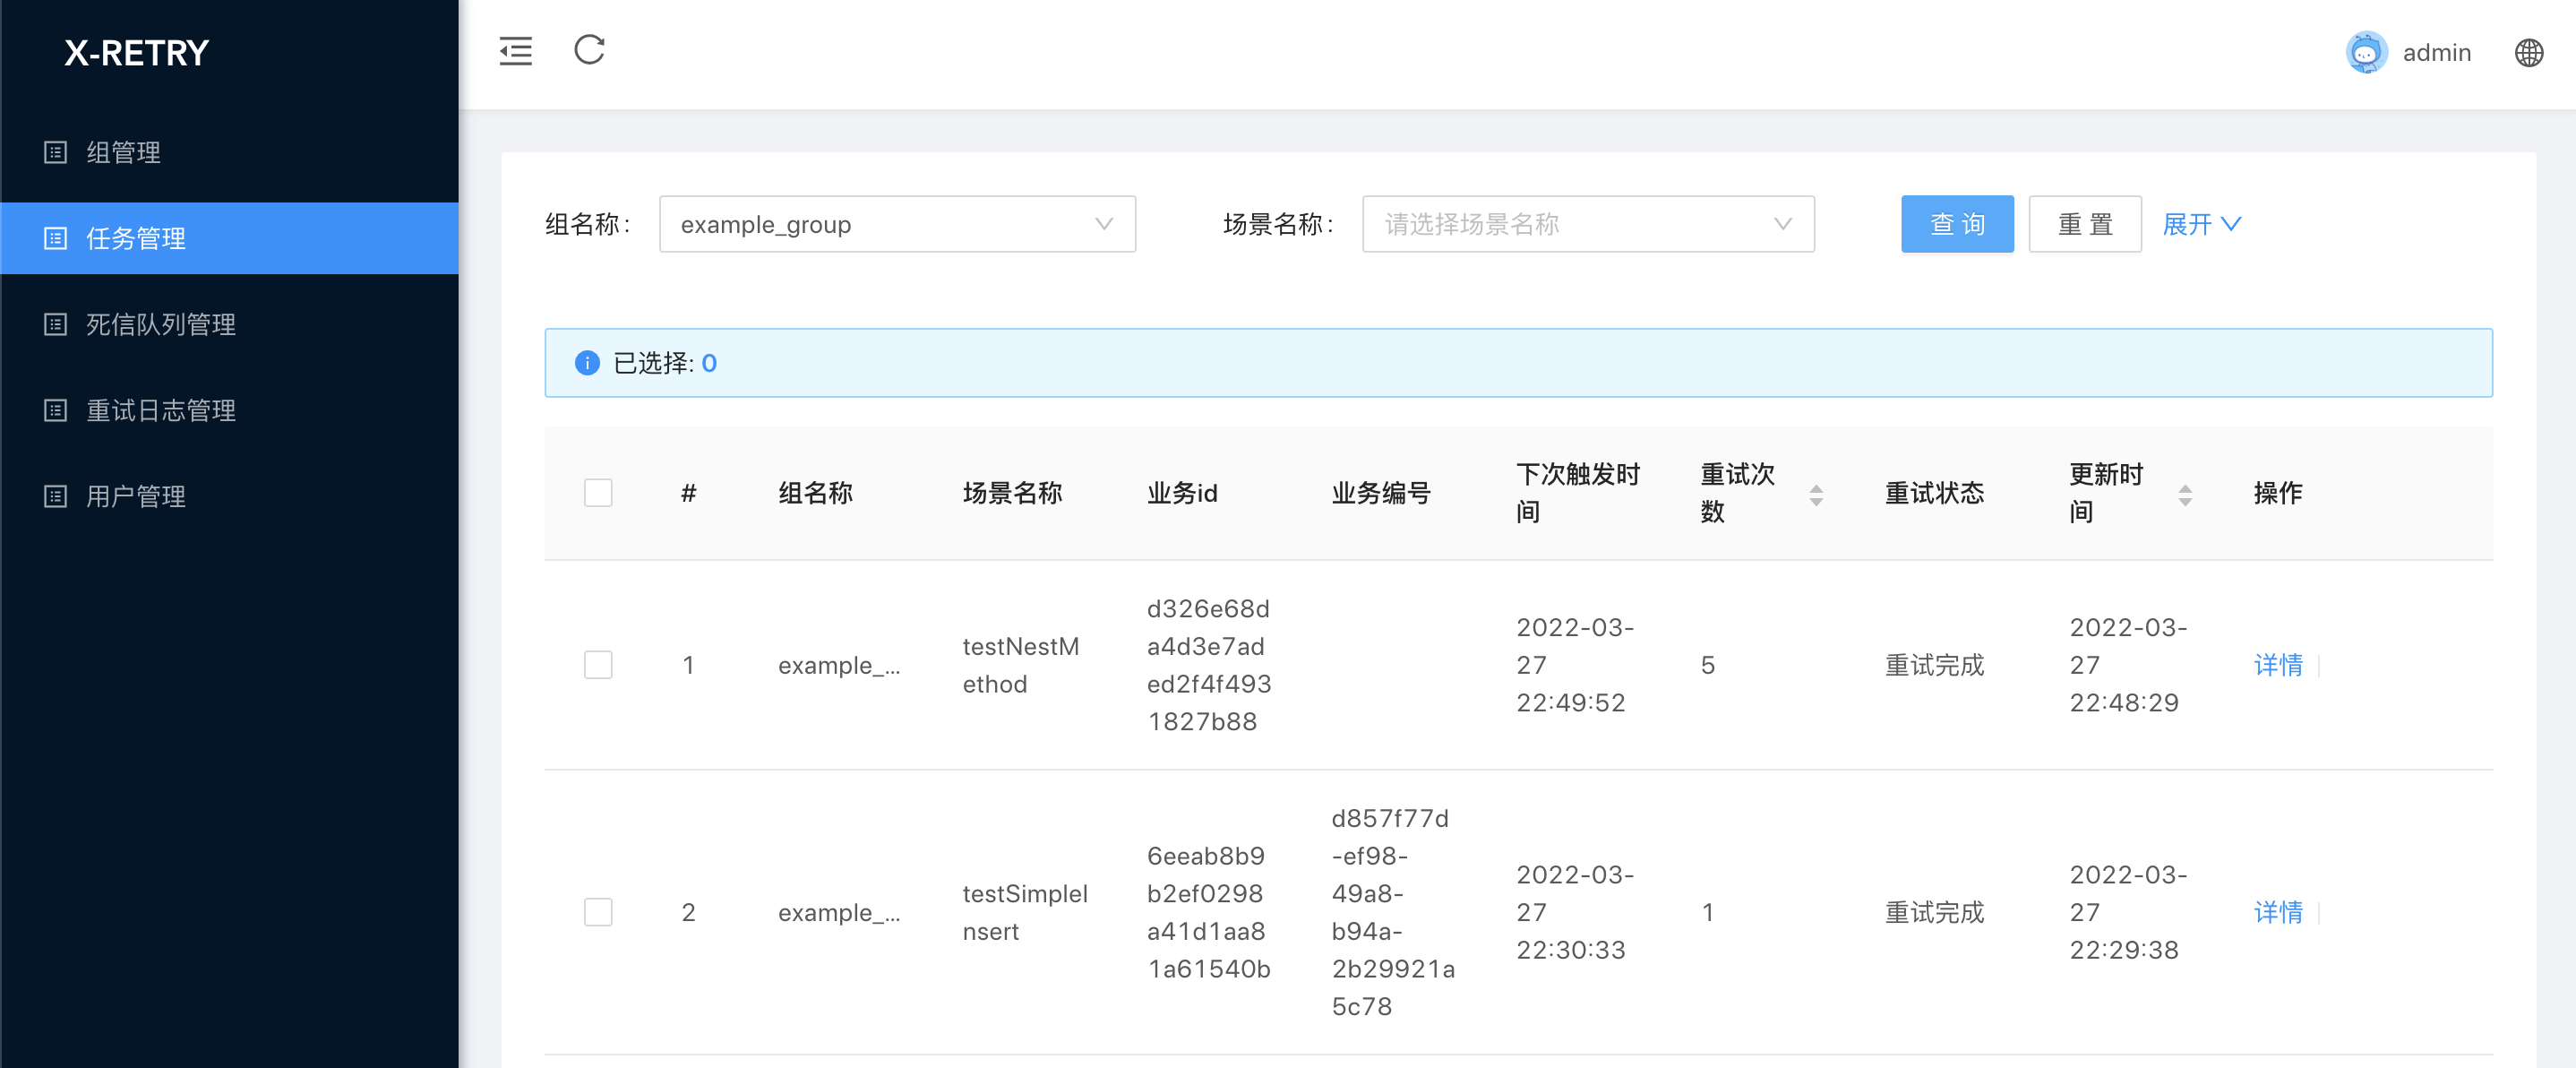 X-RETRY
admin
组管理
任务管理
死信队列管理
重试日志管理
用户管理
组名称: example_group 场景名称: 请选择场景名称 查 询 重 置 展开
已选择: 0
# 组名称 场景名称 业务id 业务编号 下次触发时间 重试次数 重试状态 更新时间 操作
1 example_... testNestMethod d326e68da4d3e7aded2f4f4931827b88 2022-03-27 22:49:52 5 重试完成 2022-03-27 22:48:29 详情
2 example_... testSimpleInsert 6eeab8b9b2ef0298a41d1aa81a61540b d857f77d-ef98-49a8-b94a-2b29921a5c78 2022-03-27 22:30:33 1 重试完成 2022-03-27 22:29:38 详情